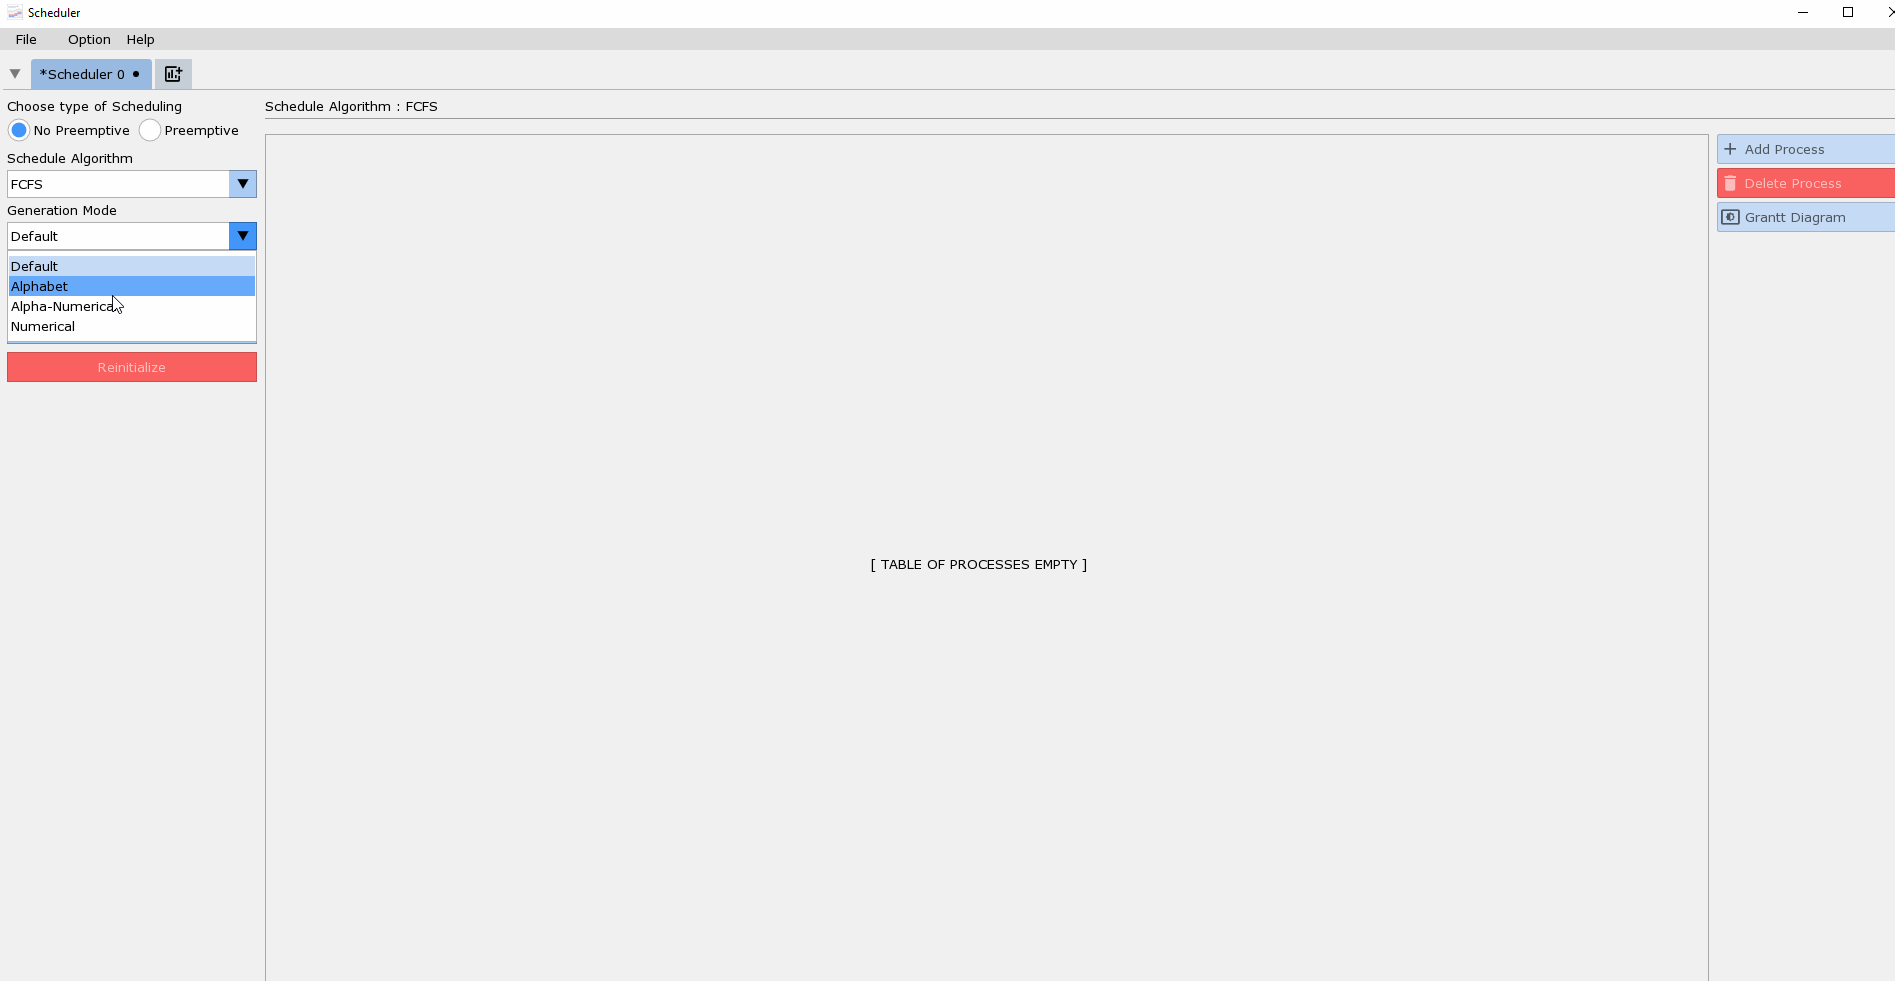 Scheduler
File Option Help
*Scheduler 0
Choose type of Scheduling
No Preemptive Preemptive
Schedule Algorithm
FCFS
Generation Mode
Default
Default
Alphabet
Alpha-Numerica
Numerical
Reinitialize
Schedule Algorithm : FCFS
[ TABLE OF PROCESSES EMPTY ]
Add Process
Delete Process
Grantt Diagram